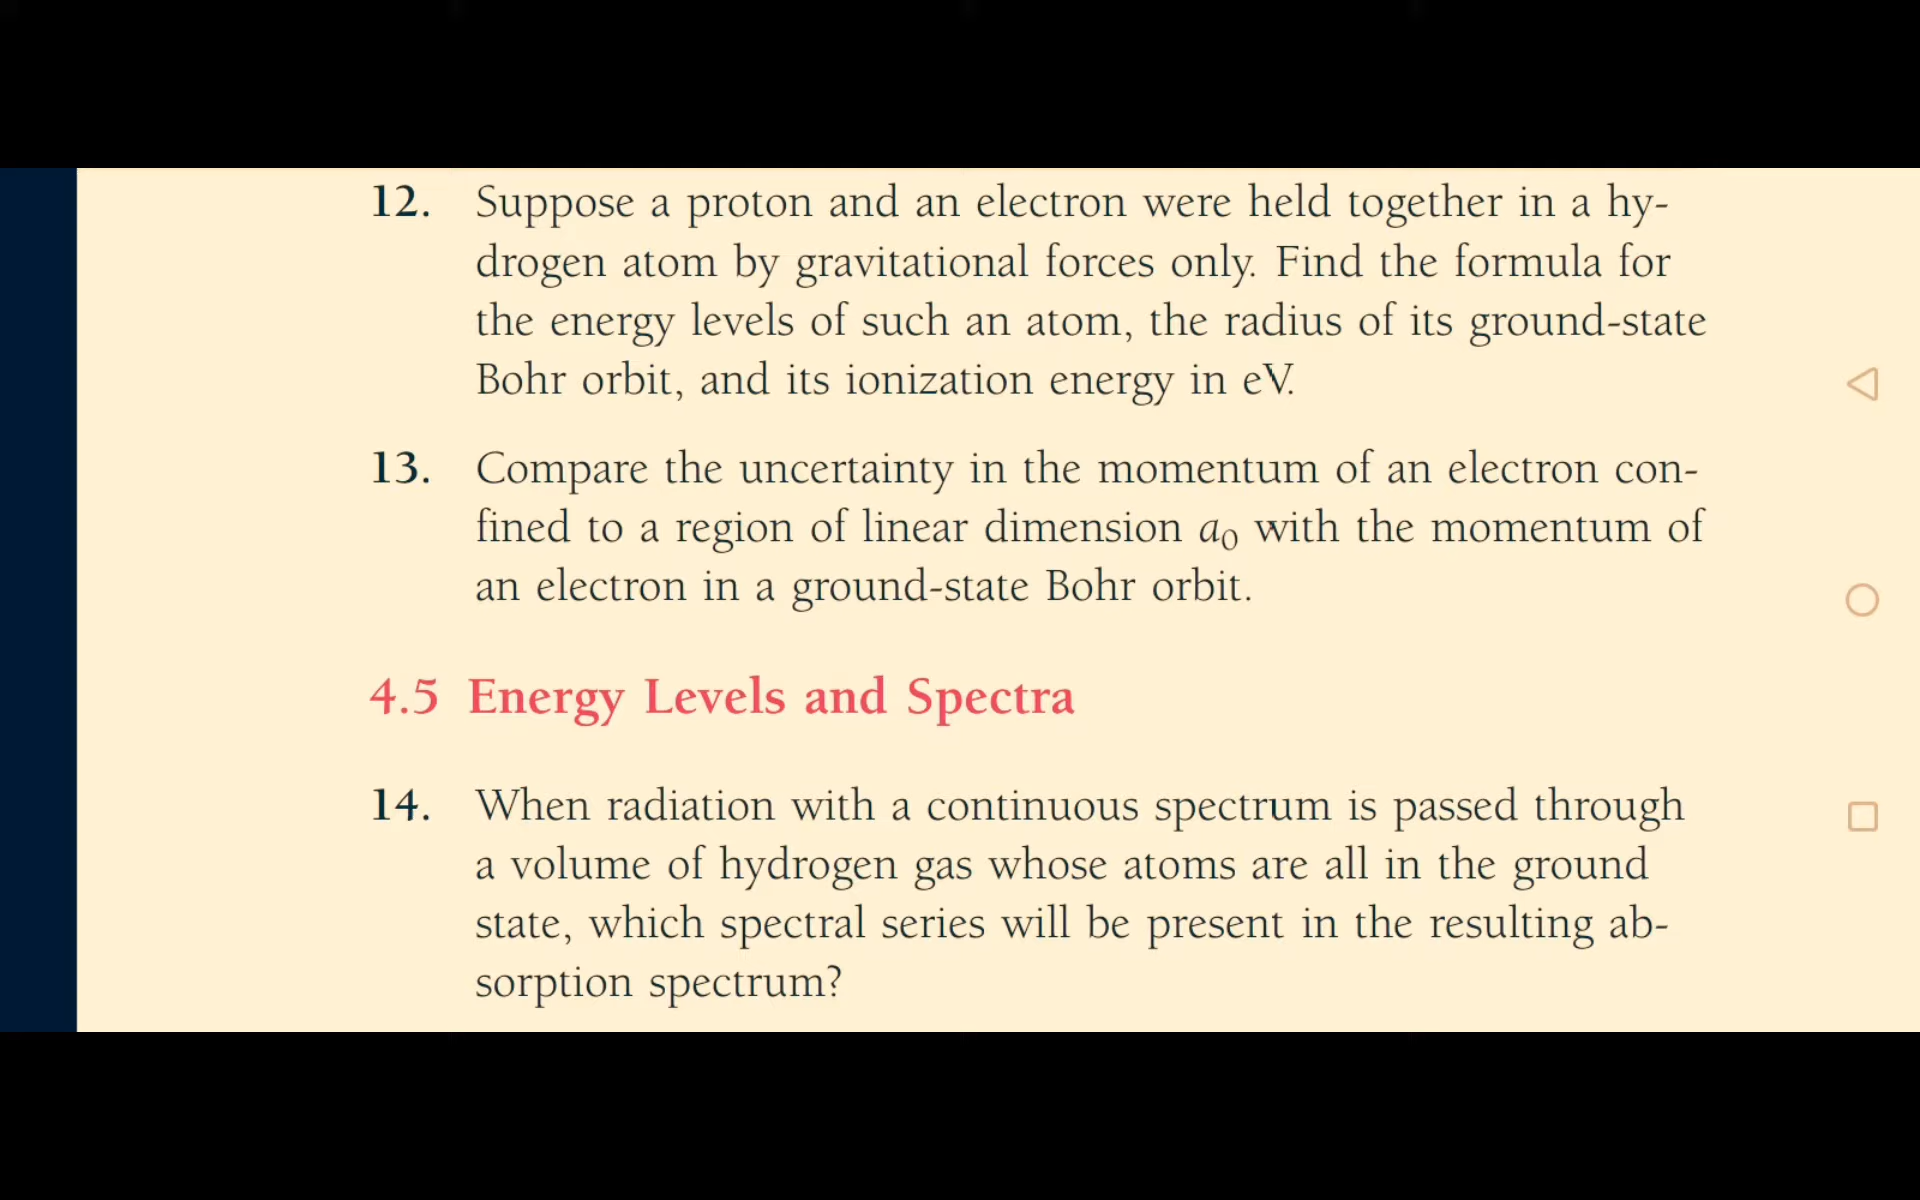 12. Suppose a proton and an electron were held together in a hy-
drogen atom by gravitational forces only. Find the formula for
the energy levels of such an atom, the radius of its ground-state
Bohr orbit, and its ionization energy in eV.
13. Compare the uncertainty in the momentum of an electron con-
fined to a region of linear dimension a₀ with the momentum of
an electron in a ground-state Bohr orbit.
4.5 Energy Levels and Spectra
14. When radiation with a continuous spectrum is passed through
a volume of hydrogen gas whose atoms are all in the ground
state, which spectral series will be present in the resulting ab-
sorption spectrum?